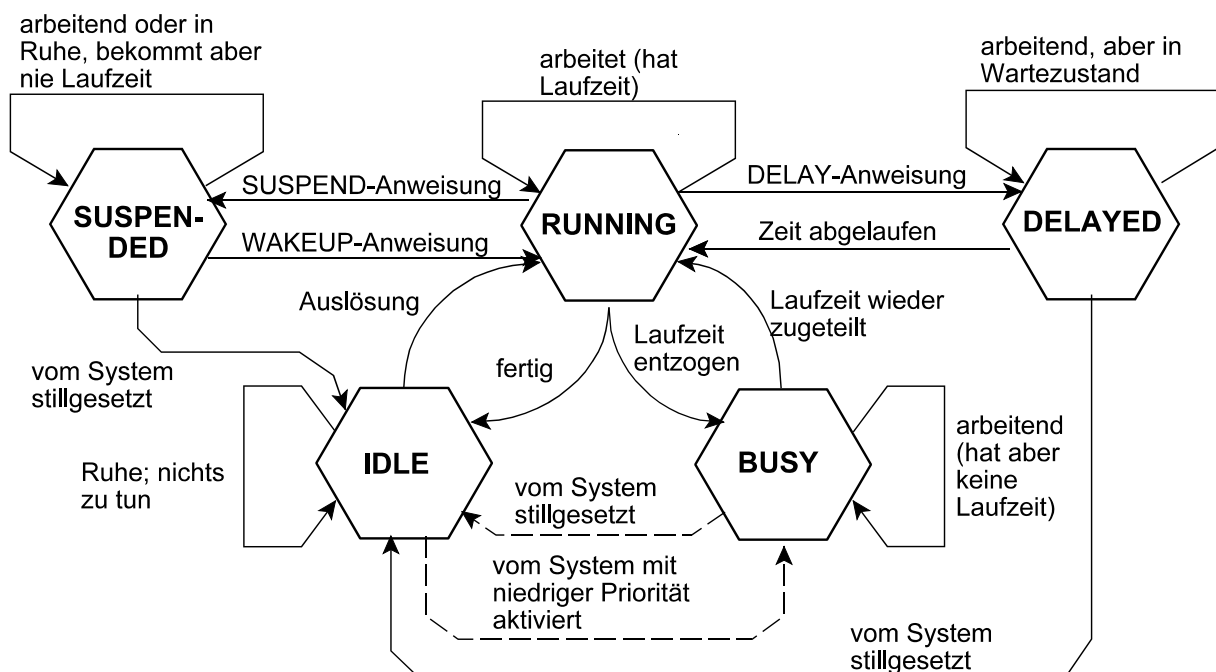 arbeitend oder in
Ruhe, bekommt aber
nie Laufzeit
arbeitet (hat
Laufzeit)
arbeitend, aber in
Wartezustand
SUSPEN-
DED
SUSPEND-Anweisung
WAKEUP-Anweisung
RUNNING
DELAY-Anweisung
Zeit abgelaufen
DELAYED
Auslösung
fertig
Laufzeit
entzogen
Laufzeit wieder
zugeteilt
vom System
stillgesetzt
Ruhe; nichts
zu tun
IDLE
vom System
stillgesetzt
BUSY
arbeitend
(hat aber
keine
Laufzeit)
vom System mit
niedriger Priorität
aktiviert
vom System
stillgesetzt